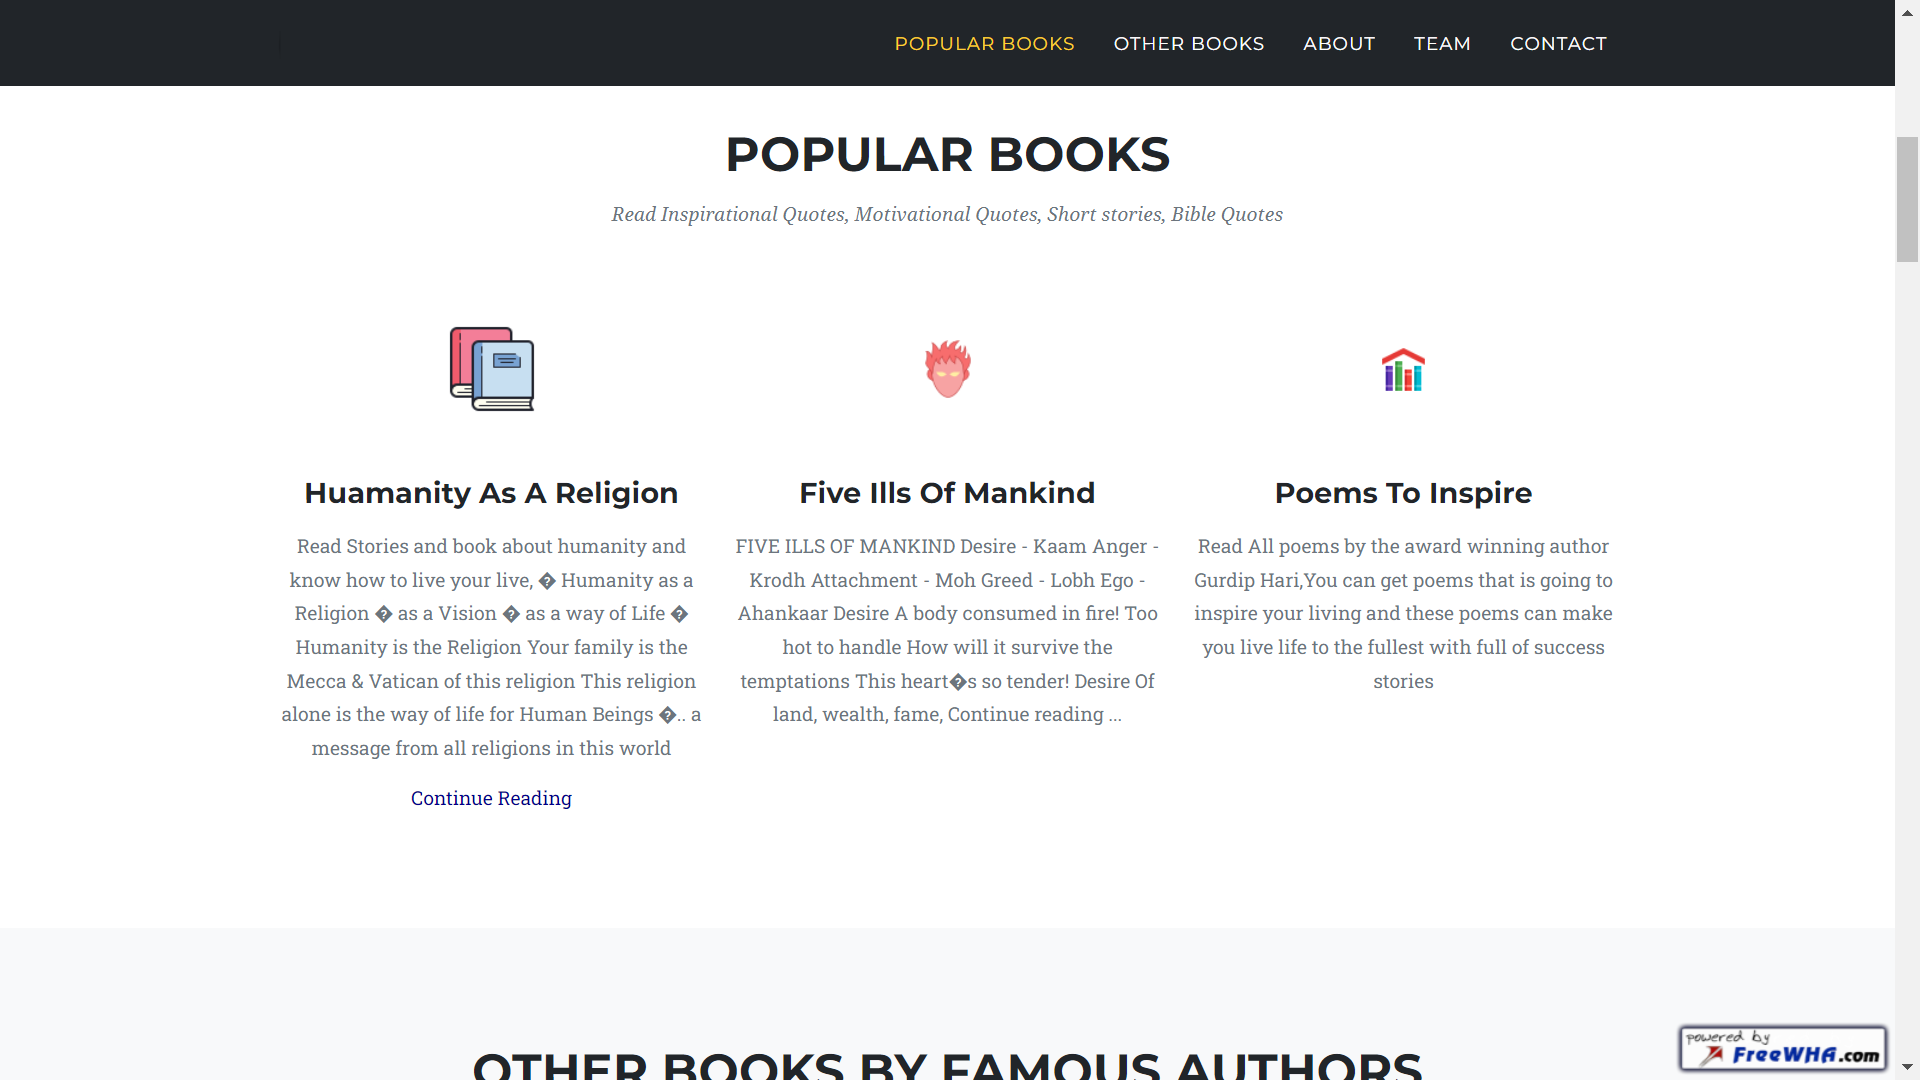 POPULAR BOOKS
OTHER BOOKS
ABOUT
TEAM
CONTACT
POPULAR BOOKS
Read Inspirational Quotes, Motivational Quotes, Short stories, Bible Quotes
Huamanity As A Religion
Read Stories and book about humanity and
know how to live your live, � Humanity as a
Religion � as a Vision � as a way of Life �
Humanity is the Religion Your family is the
Mecca & Vatican of this religion This religion
alone is the way of life for Human Beings �.. a
message from all religions in this world
Continue Reading
Five Ills Of Mankind
FIVE ILLS OF MANKIND Desire - Kaam Anger -
Krodh Attachment - Moh Greed - Lobh Ego -
Ahankaar Desire A body consumed in fire! Too
hot to handle How will it survive the
temptations This heart�s so tender! Desire Of
land, wealth, fame, Continue reading ...
Poems To Inspire
Read All poems by the award winning author
Gurdip Hari,You can get poems that is going to
inspire your living and these poems can make
you live life to the fullest with full of success
stories
OTHER BOOKS BY FAMOUS AUTHORS
powered by
FreeWHA.com